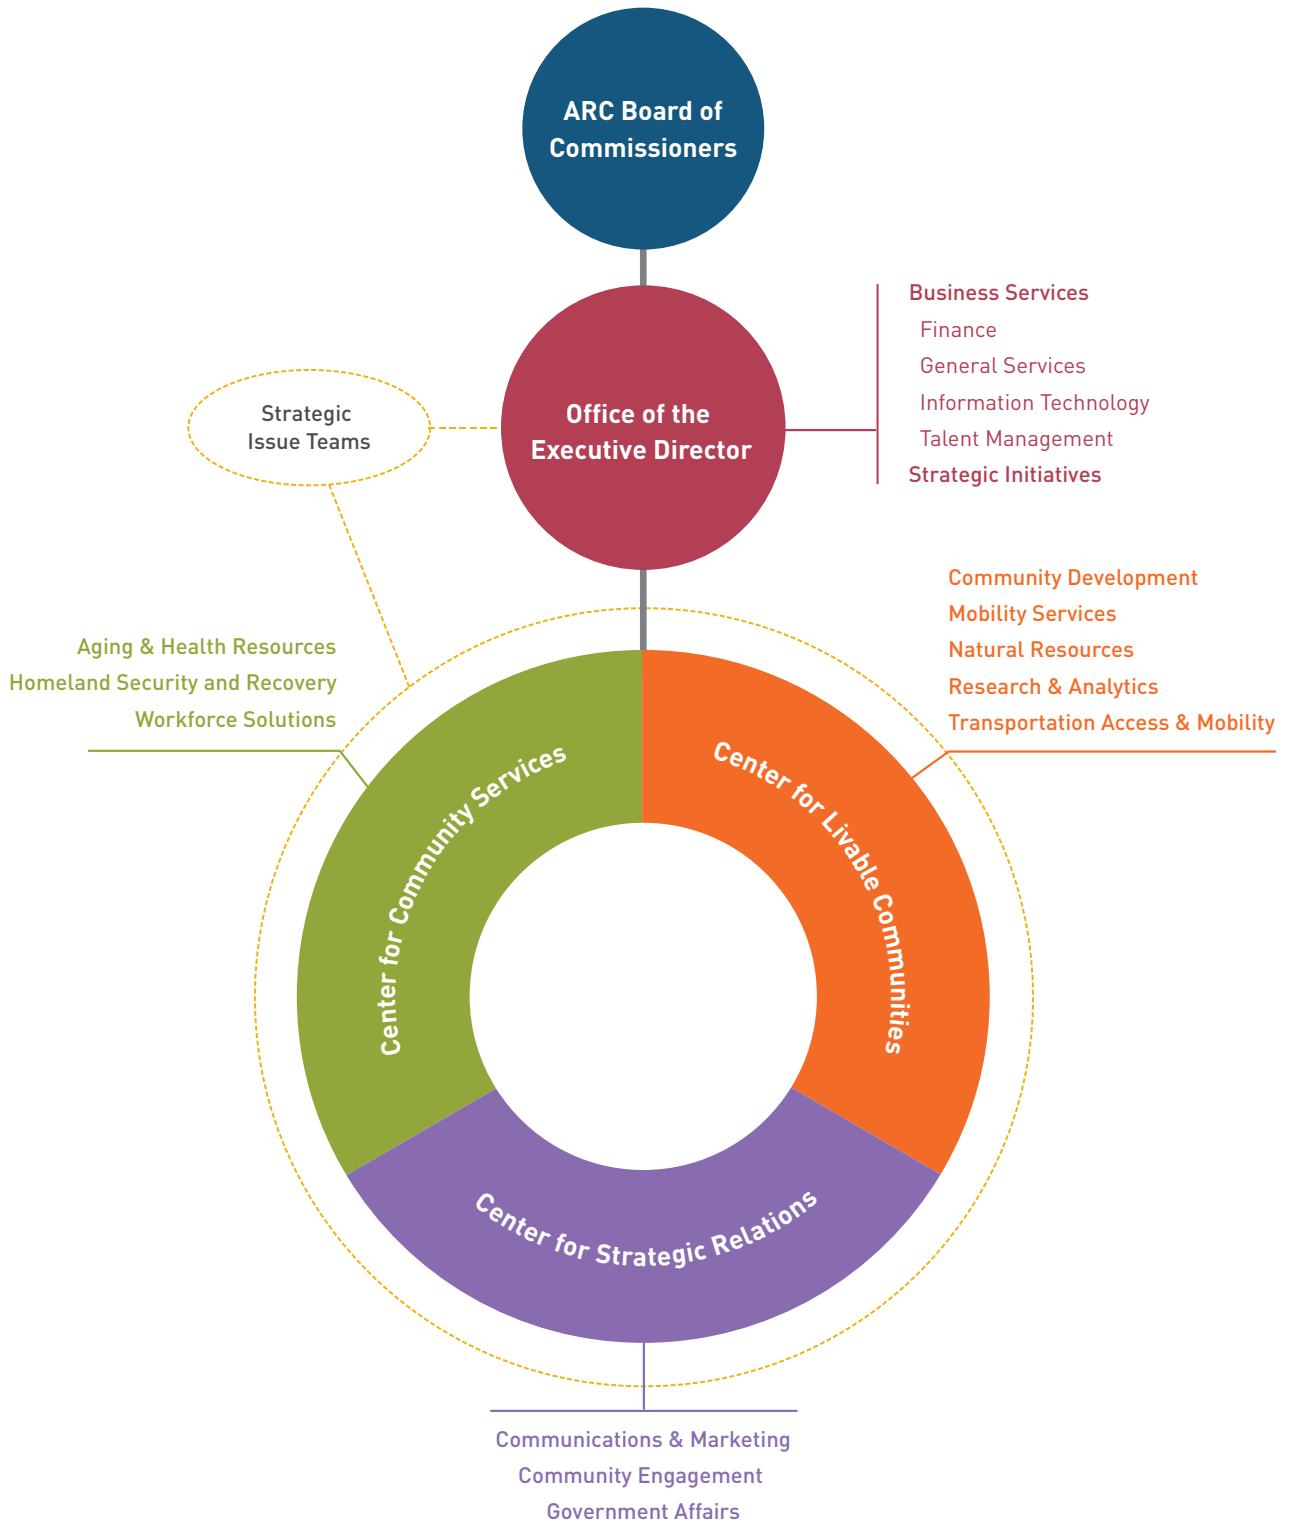 ARC Board of
Commissioners
Office of the
Executive Director
Business Services
Finance
General Services
Information Technology
Talent Management
Strategic Initiatives
Strategic
Issue Teams
Aging & Health Resources
Homeland Security and Recovery
Workforce Solutions
Community Development
Mobility Services
Natural Resources
Research & Analytics
Transportation Access & Mobility
Center for Community Services
Center for Livable Communities
Center for Strategic Relations
Communications & Marketing
Community Engagement
Government Affairs